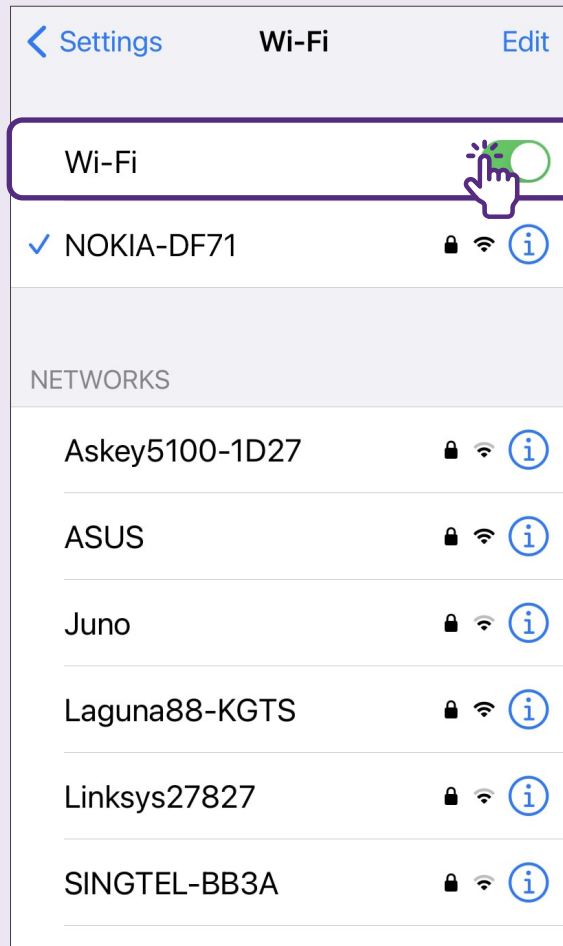 Settings Wi-Fi Edit
Wi-Fi
NOKIA-DF71
NETWORKS
Askey5100-1D27
ASUS
Juno
Laguna88-KGTS
Linksys27827
SINGTEL-BB3A